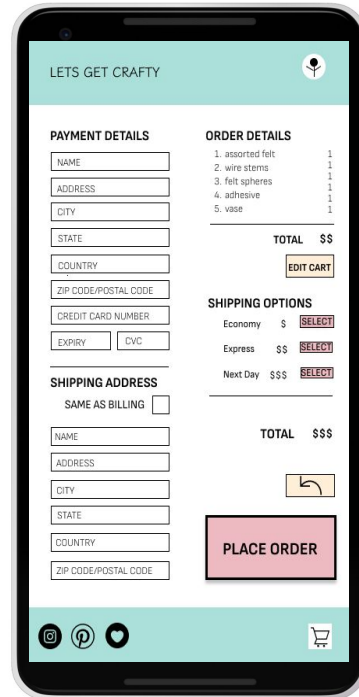 LETS GET CRAFTY
PAYMENT DETAILS
NAME
ADDRESS
CITY
STATE
COUNTRY
ZIP CODE/POSTAL CODE
CREDIT CARD NUMBER
EXPIRY
CVC
SHIPPING ADDRESS
SAME AS BILLING
NAME
ADDRESS
CITY
STATE
COUNTRY
ZIP CODE/POSTAL CODE
ORDER DETAILS
1. assorted felt 1
2. wire stems 1
3. felt spheres 1
4. adhesive 1
5. vase 1
TOTAL $$
EDIT CART
SHIPPING OPTIONS
Economy $ SELECT
Express $$ SELECT
Next Day $$$ SELECT
TOTAL $$$
PLACE ORDER